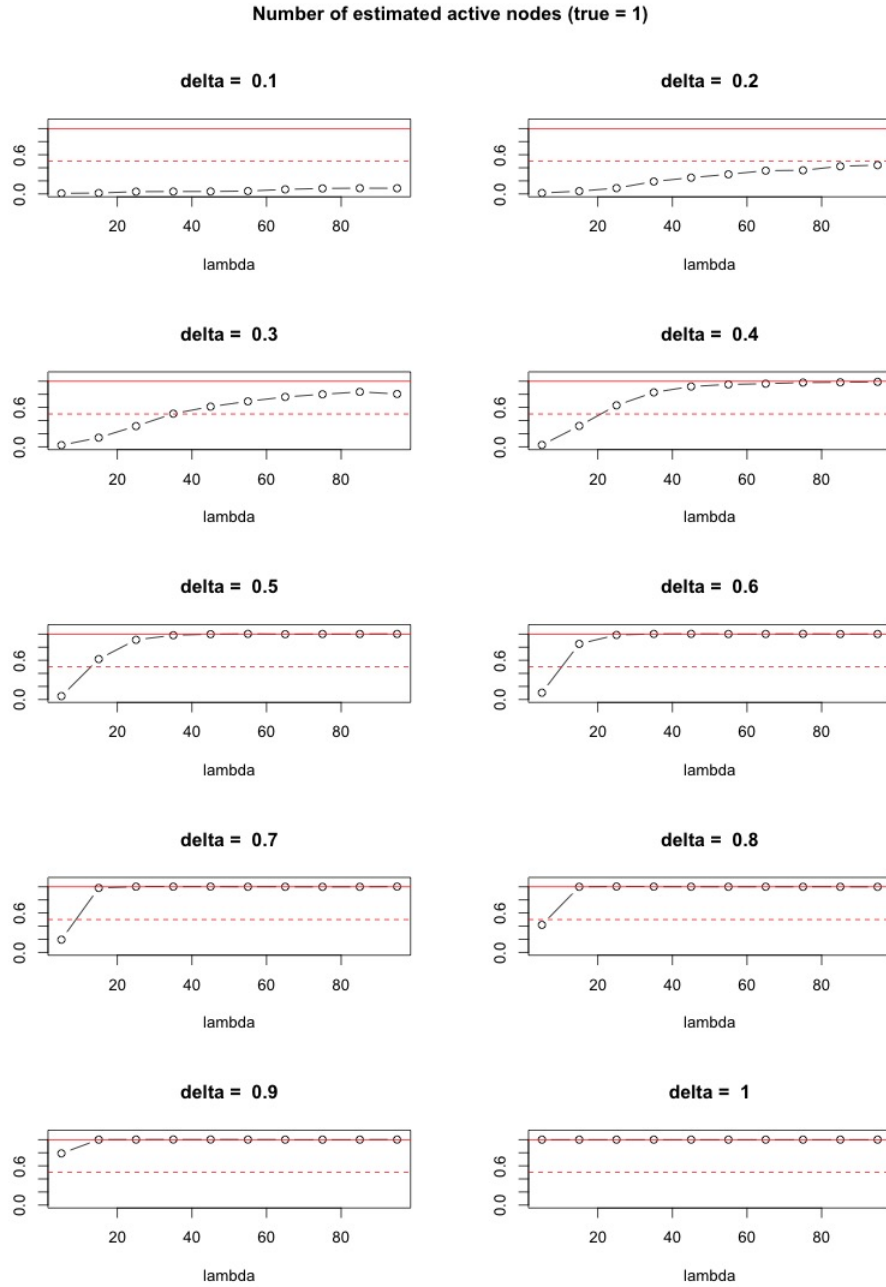 Number of estimated active nodes (true = 1)
delta = 0.1
0.0 0.6
20 40 60 80
lambda
delta = 0.2
0.0 0.6
20 40 60 80
lambda
delta = 0.3
0.0 0.6
20 40 60 80
lambda
delta = 0.4
0.0 0.6
20 40 60 80
lambda
delta = 0.5
0.0 0.6
20 40 60 80
lambda
delta = 0.6
0.0 0.6
20 40 60 80
lambda
delta = 0.7
0.0 0.6
20 40 60 80
lambda
delta = 0.8
0.0 0.6
20 40 60 80
lambda
delta = 0.9
0.0 0.6
20 40 60 80
lambda
delta = 1
0.0 0.6
20 40 60 80
lambda